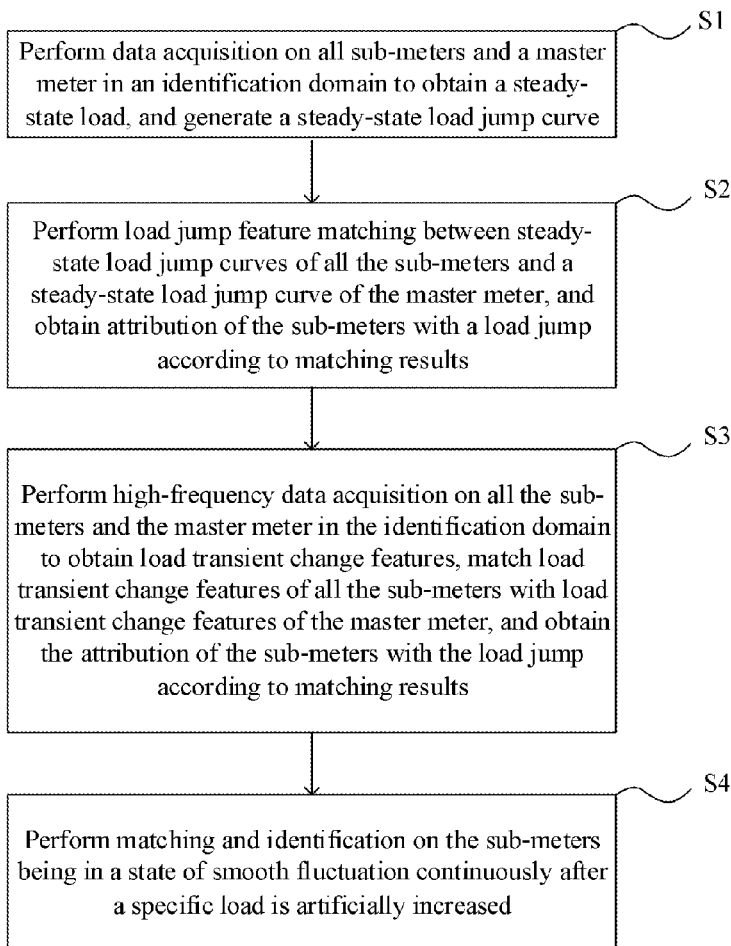 S1
Perform data acquisition on all sub-meters and a master
meter in an identification domain to obtain a steady-
state load, and generate a steady-state load jump curve
S2
Perform load jump feature matching between steady-
state load jump curves of all the sub-meters and a
steady-state load jump curve of the master meter, and
obtain attribution of the sub-meters with a load jump
according to matching results
S3
Perform high-frequency data acquisition on all the sub-
meters and the master meter in the identification domain
to obtain load transient change features, match load
transient change features of all the sub-meters with load
transient change features of the master meter, and obtain
the attribution of the sub-meters with the load jump
according to matching results
S4
Perform matching and identification on the sub-meters
being in a state of smooth fluctuation continuously after
a specific load is artificially increased